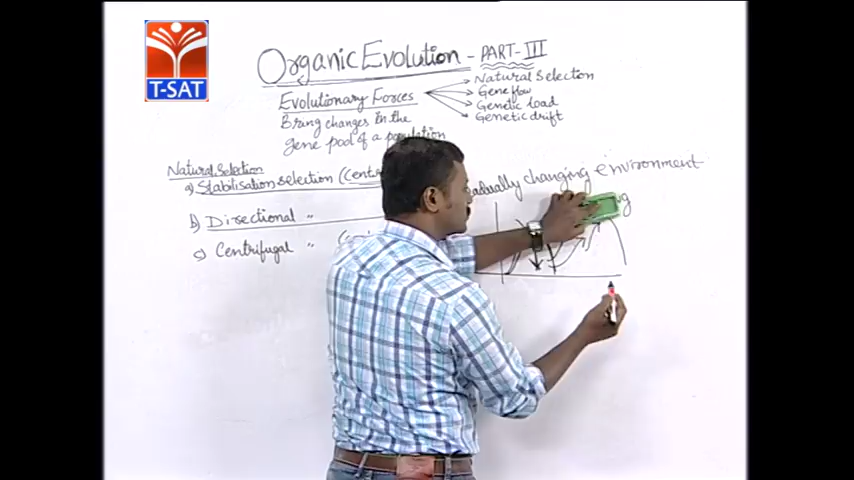 T-SAT
Organic Evolution - PART-III
Evolutionary Forces
Natural Selection
Gene flow
Genetic load
Genetic drift
Bring changes in the
gene pool of a population
Natural Selection
a) Stabilisation selection (Cent
gradually changing environment
b) Directional "
c) Centrifugal "